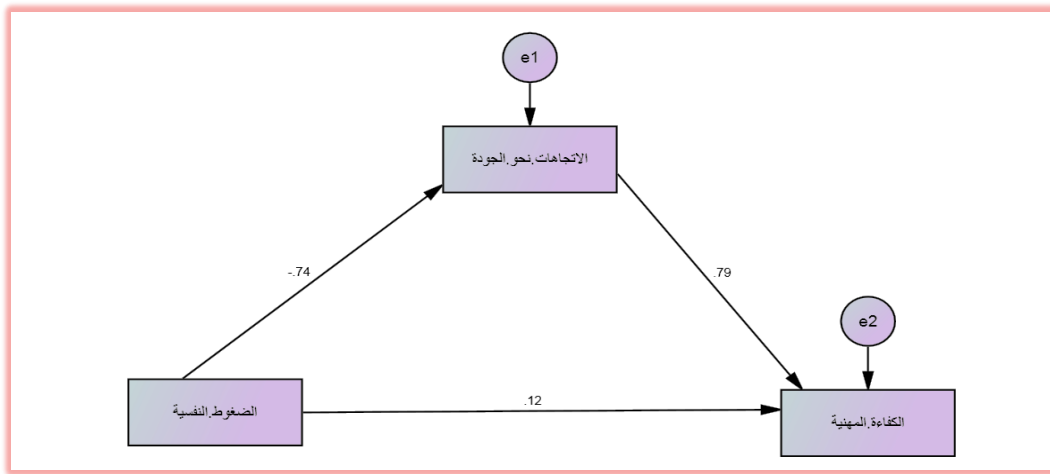 e1
الاتجاهات.نحو.الجودة
-.74
.79
e2
الضغوط.النفسية
.12
الكفاءة.المهنية